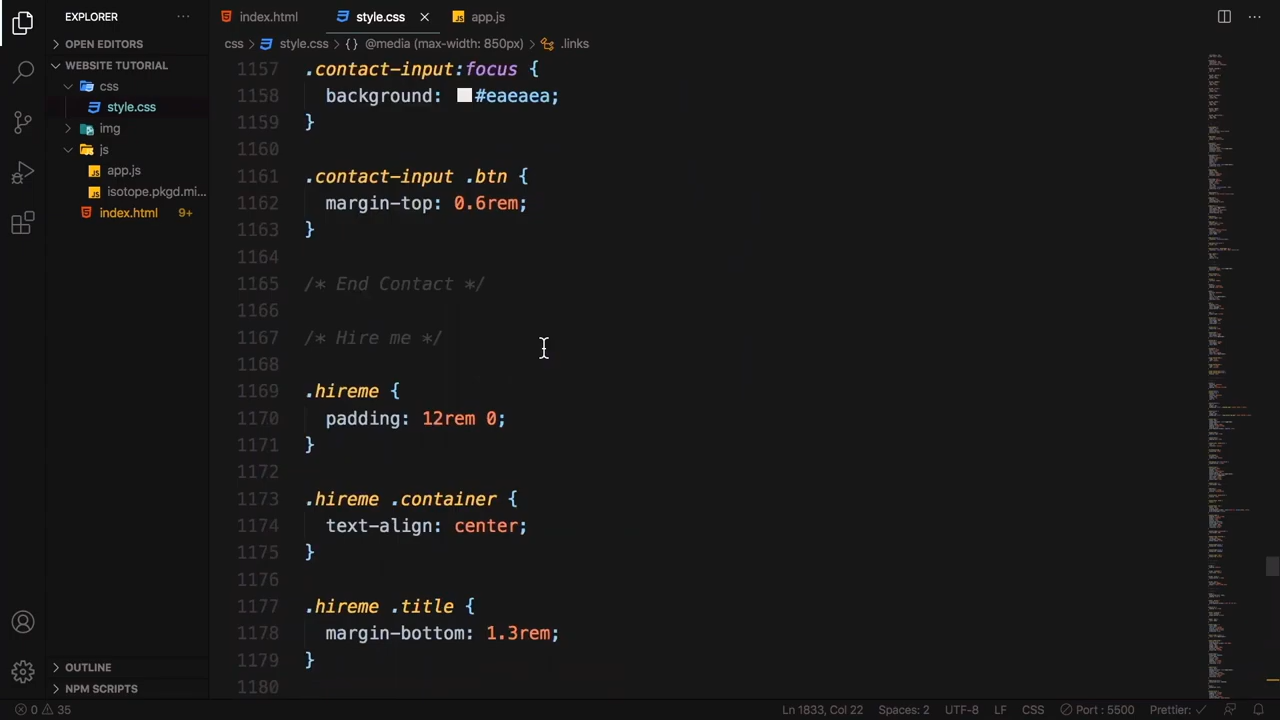 EXPLORER
OPEN EDITORS
WEBSITE TUTORIAL
css
style.css
img
js
app.js
isotope.pkgd.mi...
index.html 9+
OUTLINE
NPM SCRIPTS
index.html style.css app.js
css > style.css > {} @media (max-width: 850px) > .links
1157 .contact-input:focus {
1158 background: #eaeaea;
1159 }
1160
1161 .contact-input .btn {
1162 margin-top: 0.6rem;
1163 }
1164
1165 /* End Contact */
1166
1167 /* Hire me */
1168
1169 .hireme {
1170 padding: 12rem 0;
1171 }
1172
1173 .hireme .container {
1174 text-align: center;
1175 }
1176
1177 .hireme .title {
1178 margin-bottom: 1.3rem;
1179 }
1180
0 35 Ln 1833, Col 22 Spaces: 2 UTF-8 LF CSS Port : 5500 Prettier: